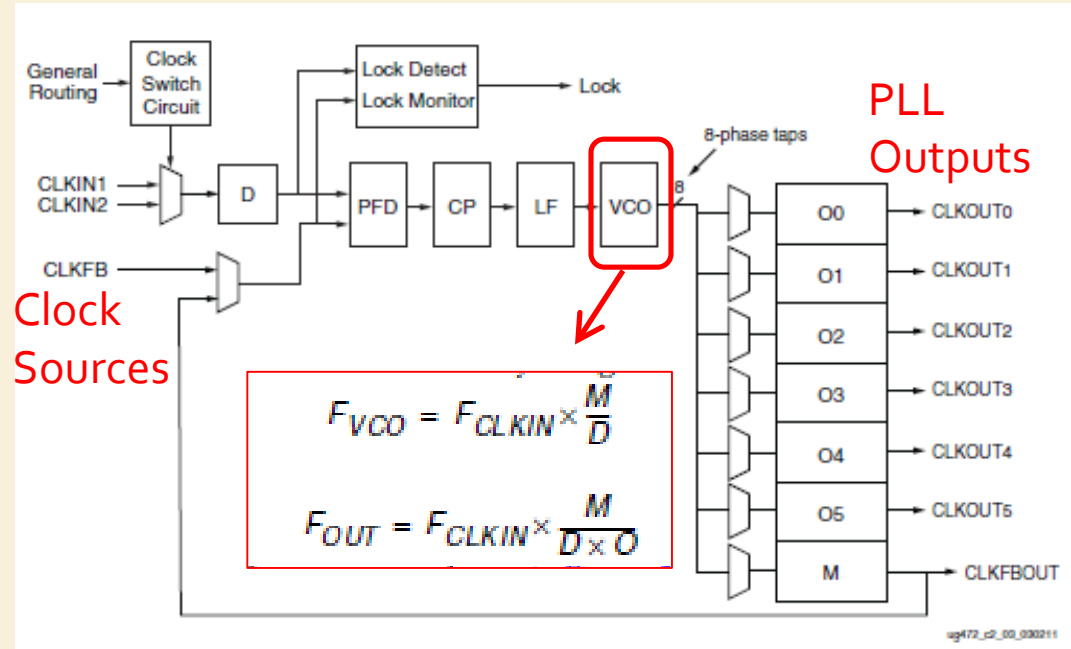 General
Routing
Clock
Switch
Circuit
Lock Detect
Lock Monitor
Lock
PLL
Outputs
8-phase taps
8
CLKIN1
CLKIN2
D
PFD
CP
LF
VCO
CLKFB
Clock
Sources
O0
CLKOUT0
O1
CLKOUT1
O2
CLKOUT2
O3
CLKOUT3
O4
CLKOUT4
O5
CLKOUT5
M
CLKFBOUT
F_VCO = F_CLKIN × M/D
F_OUT = F_CLKIN × M/(D × O)
ug472_c2_03_030211